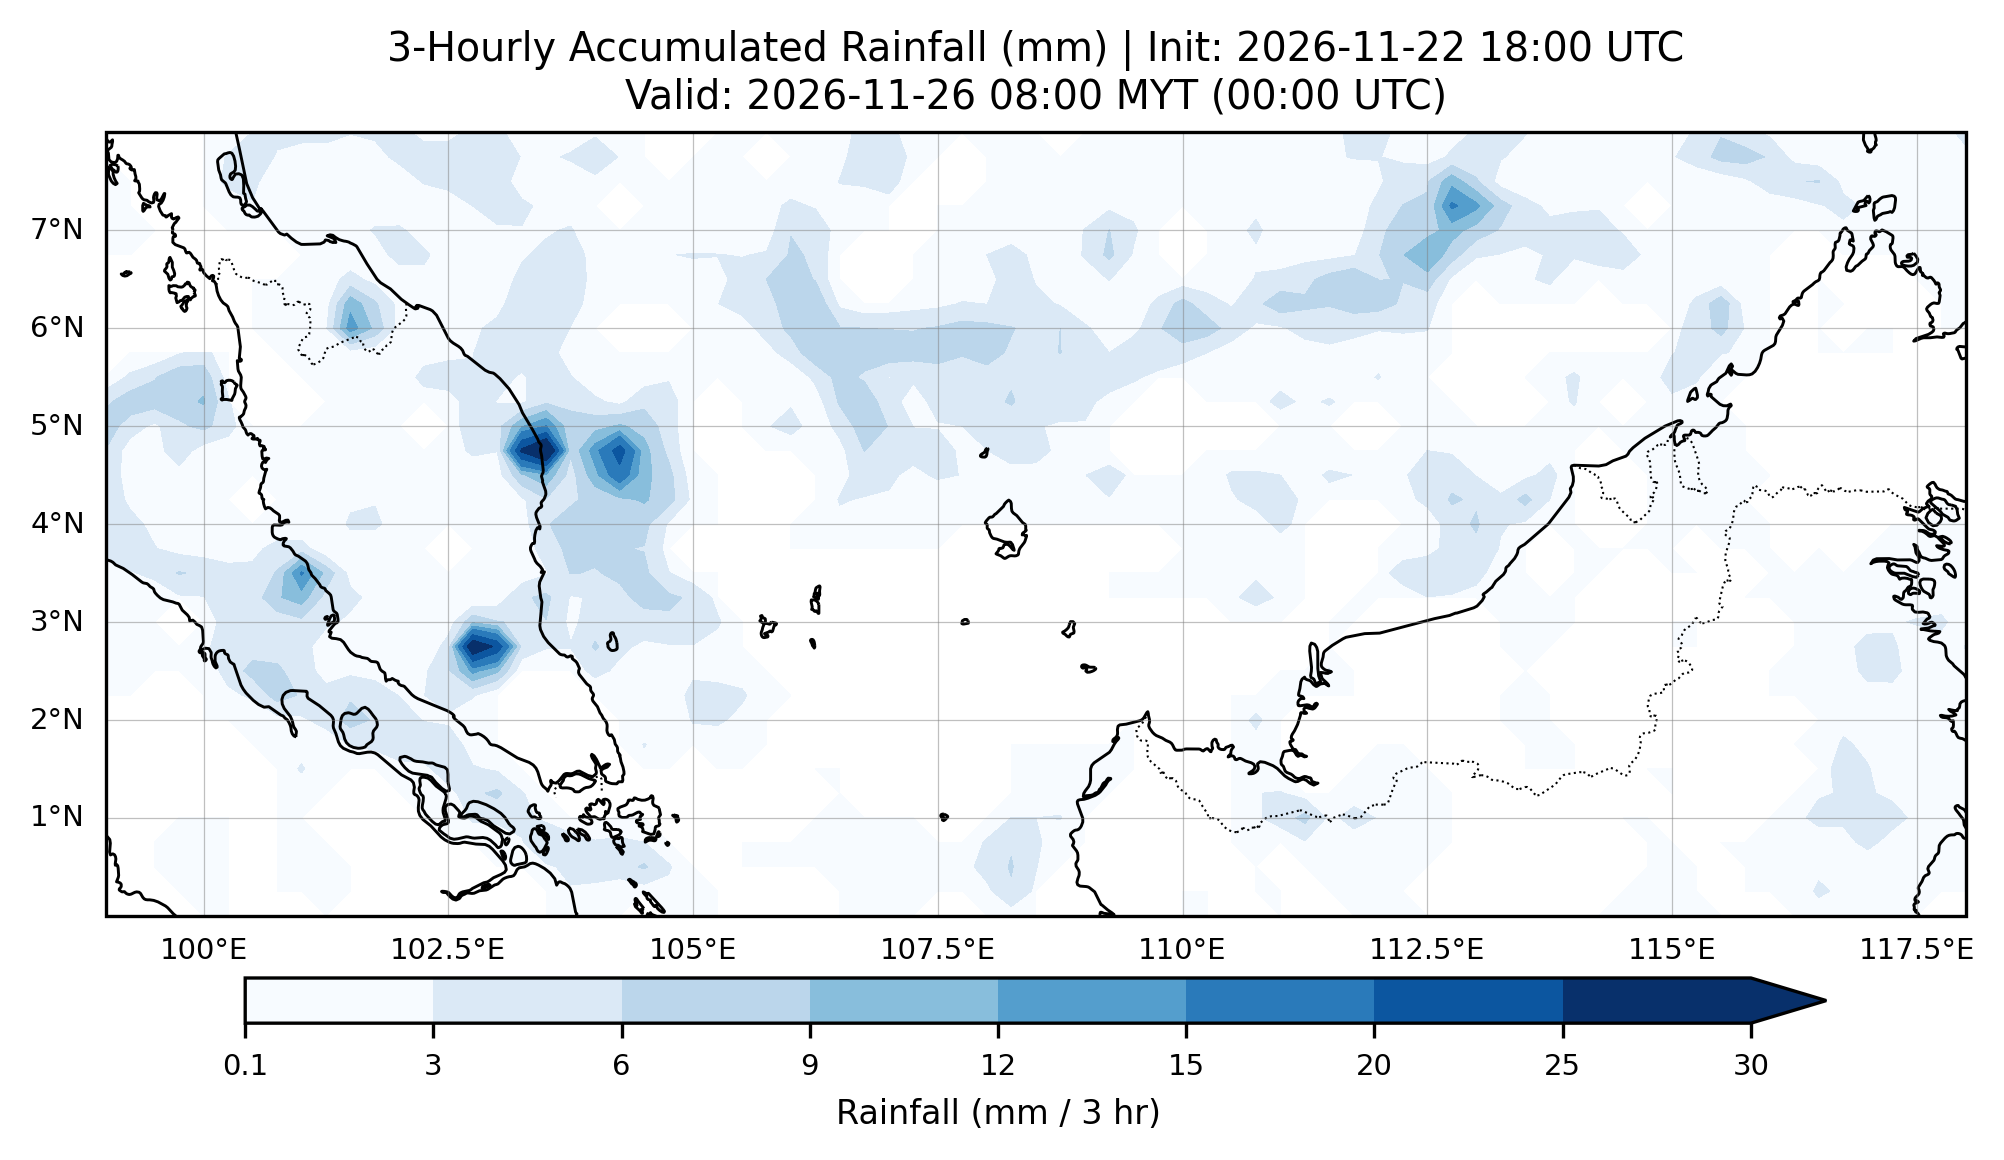 3-Hourly Accumulated Rainfall (mm) | Init: 2026-11-22 18:00 UTC
Valid: 2026-11-26 08:00 MYT (00:00 UTC)
7°N
6°N
5°N
4°N
3°N
2°N
1°N
100°E 102.5°E 105°E 107.5°E 110°E 112.5°E 115°E 117.5°E
0.1 3 6 9 12 15 20 25 30
Rainfall (mm / 3 hr)